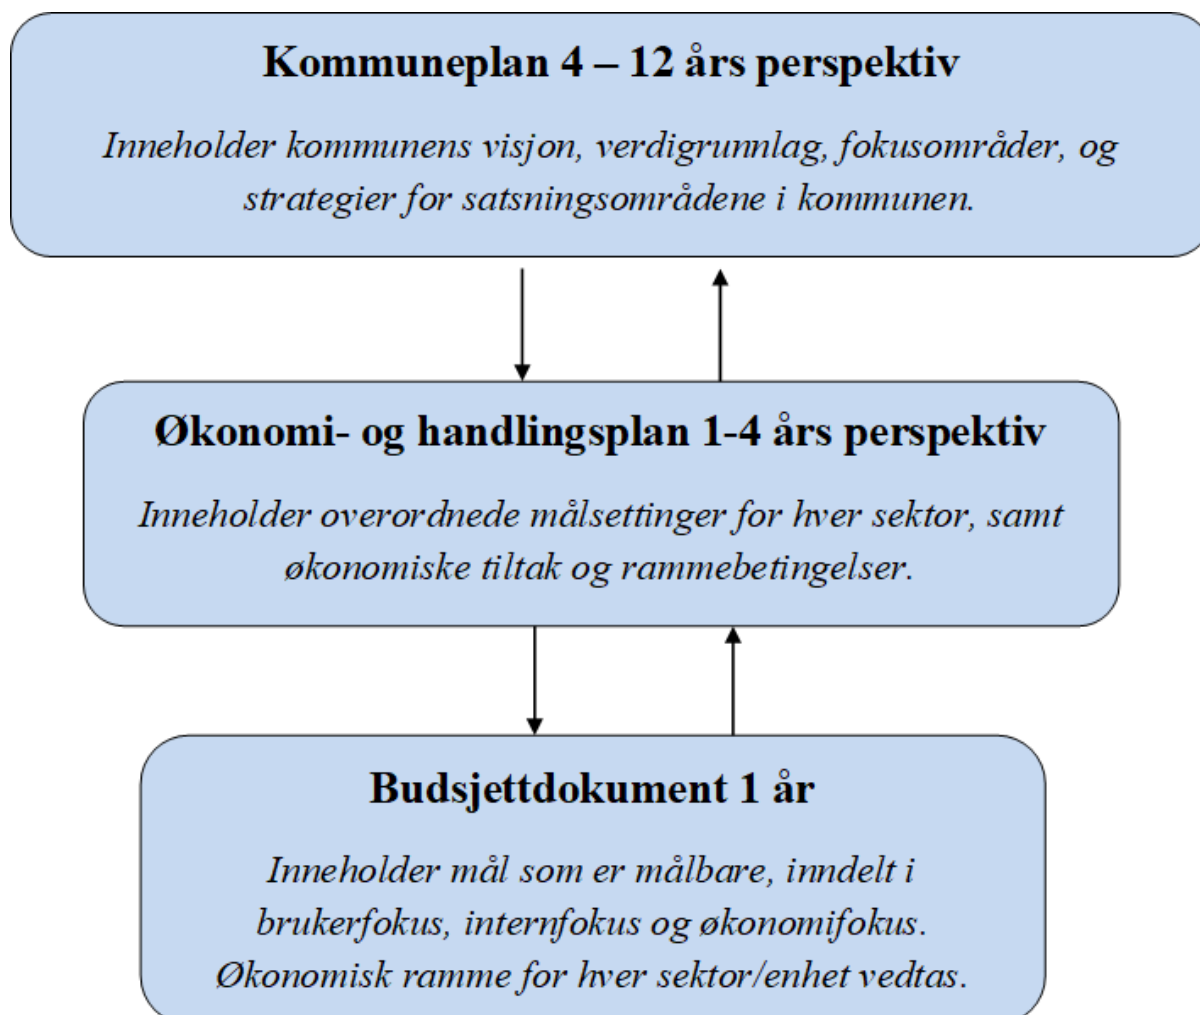 Kommuneplan 4 – 12 års perspektiv
Inneholder kommunens visjon, verdigrunnlag, fokusområder, og
strategier for satsningsområdene i kommunen.
Økonomi- og handlingsplan 1-4 års perspektiv
Inneholder overordnede målsettinger for hver sektor, samt
økonomiske tiltak og rammebetingelser.
Budsjettdokument 1 år
Inneholder mål som er målbare, inndelt i
brukerfokus, internfokus og økonomifokus.
Økonomisk ramme for hver sektor/enhet vedtas.